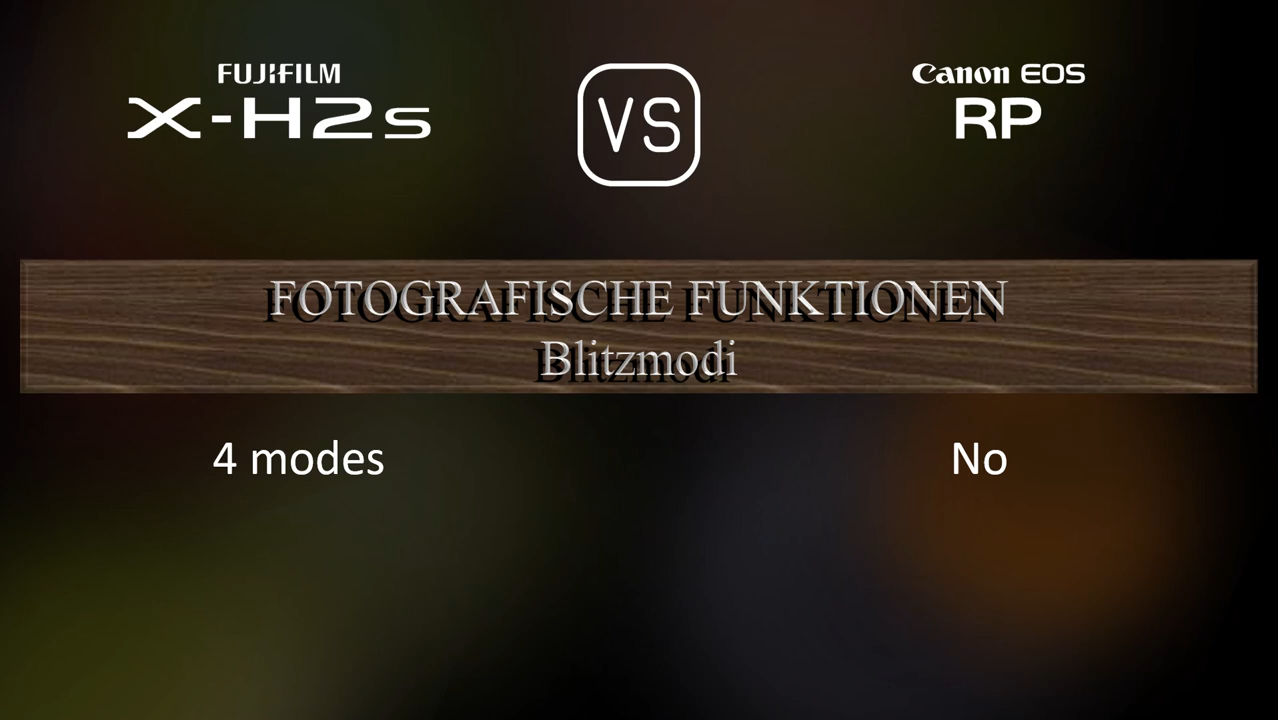 FUJIFILM
X-H2s
VS
Canon EOS
RP
FOTOGRAFISCHE FUNKTIONEN
Blitzmodi
4 modes
No